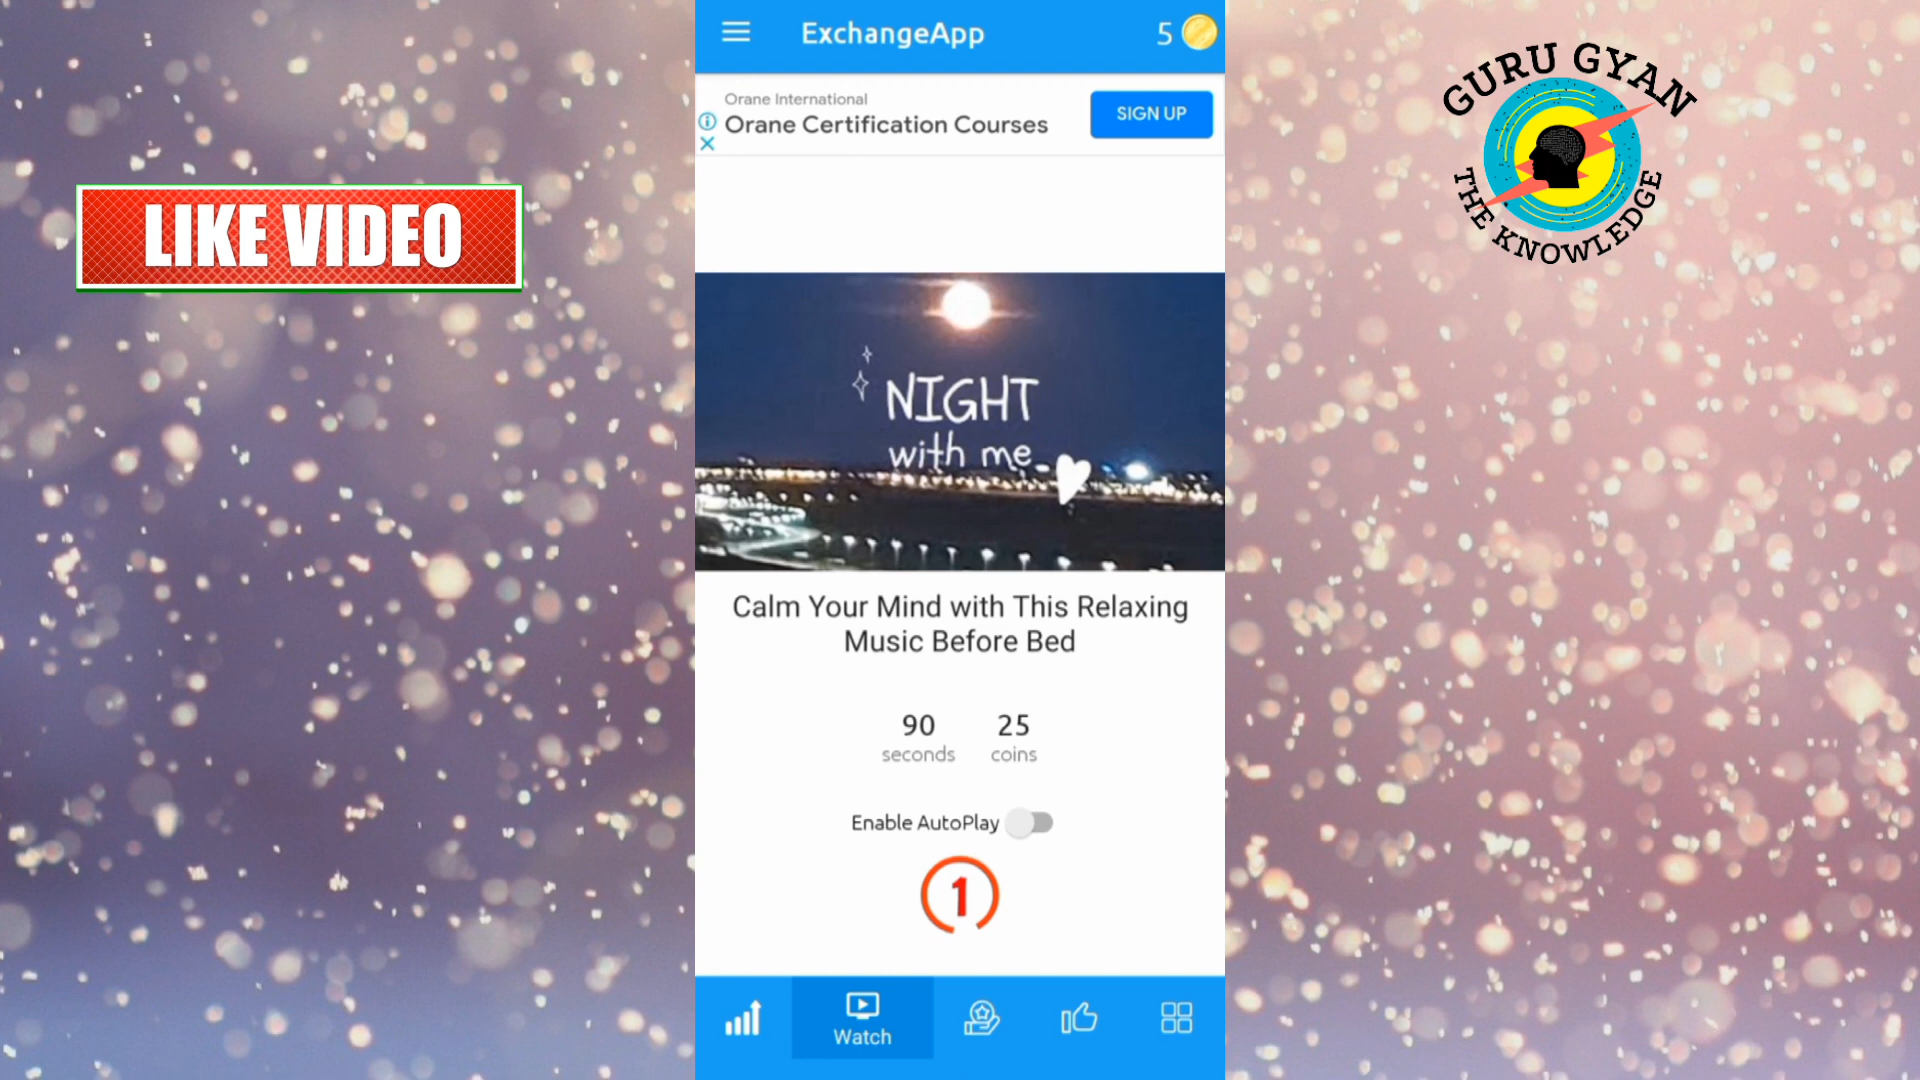 LIKE VIDEO
ExchangeApp
5
Orane International
Orane Certification Courses
SIGN UP
GURU GYAN
THE KNOWLEDGE
NIGHT
with me
Calm Your Mind with This Relaxing
Music Before Bed
90 25
seconds coins
Enable AutoPlay
1
Watch